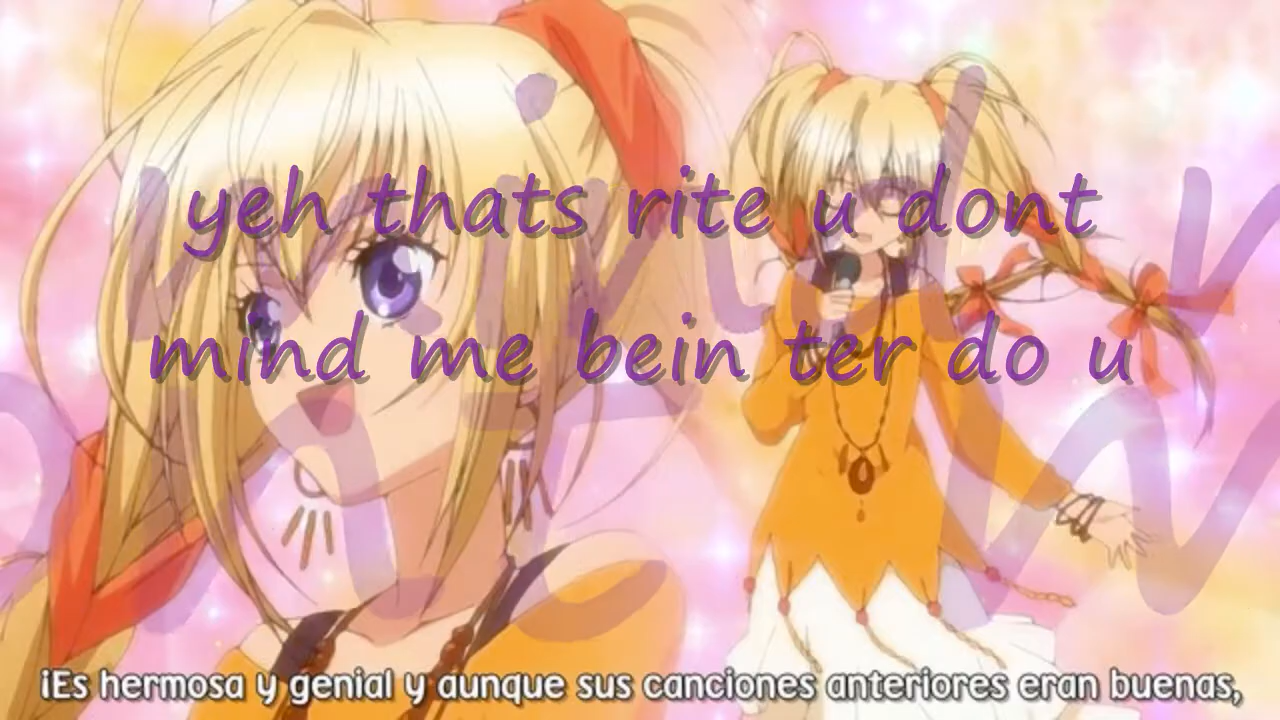 yeh thats rite u dont
mind me bein ter do u
¡Es hermosa y genial y aunque sus canciones anteriores eran buenas,